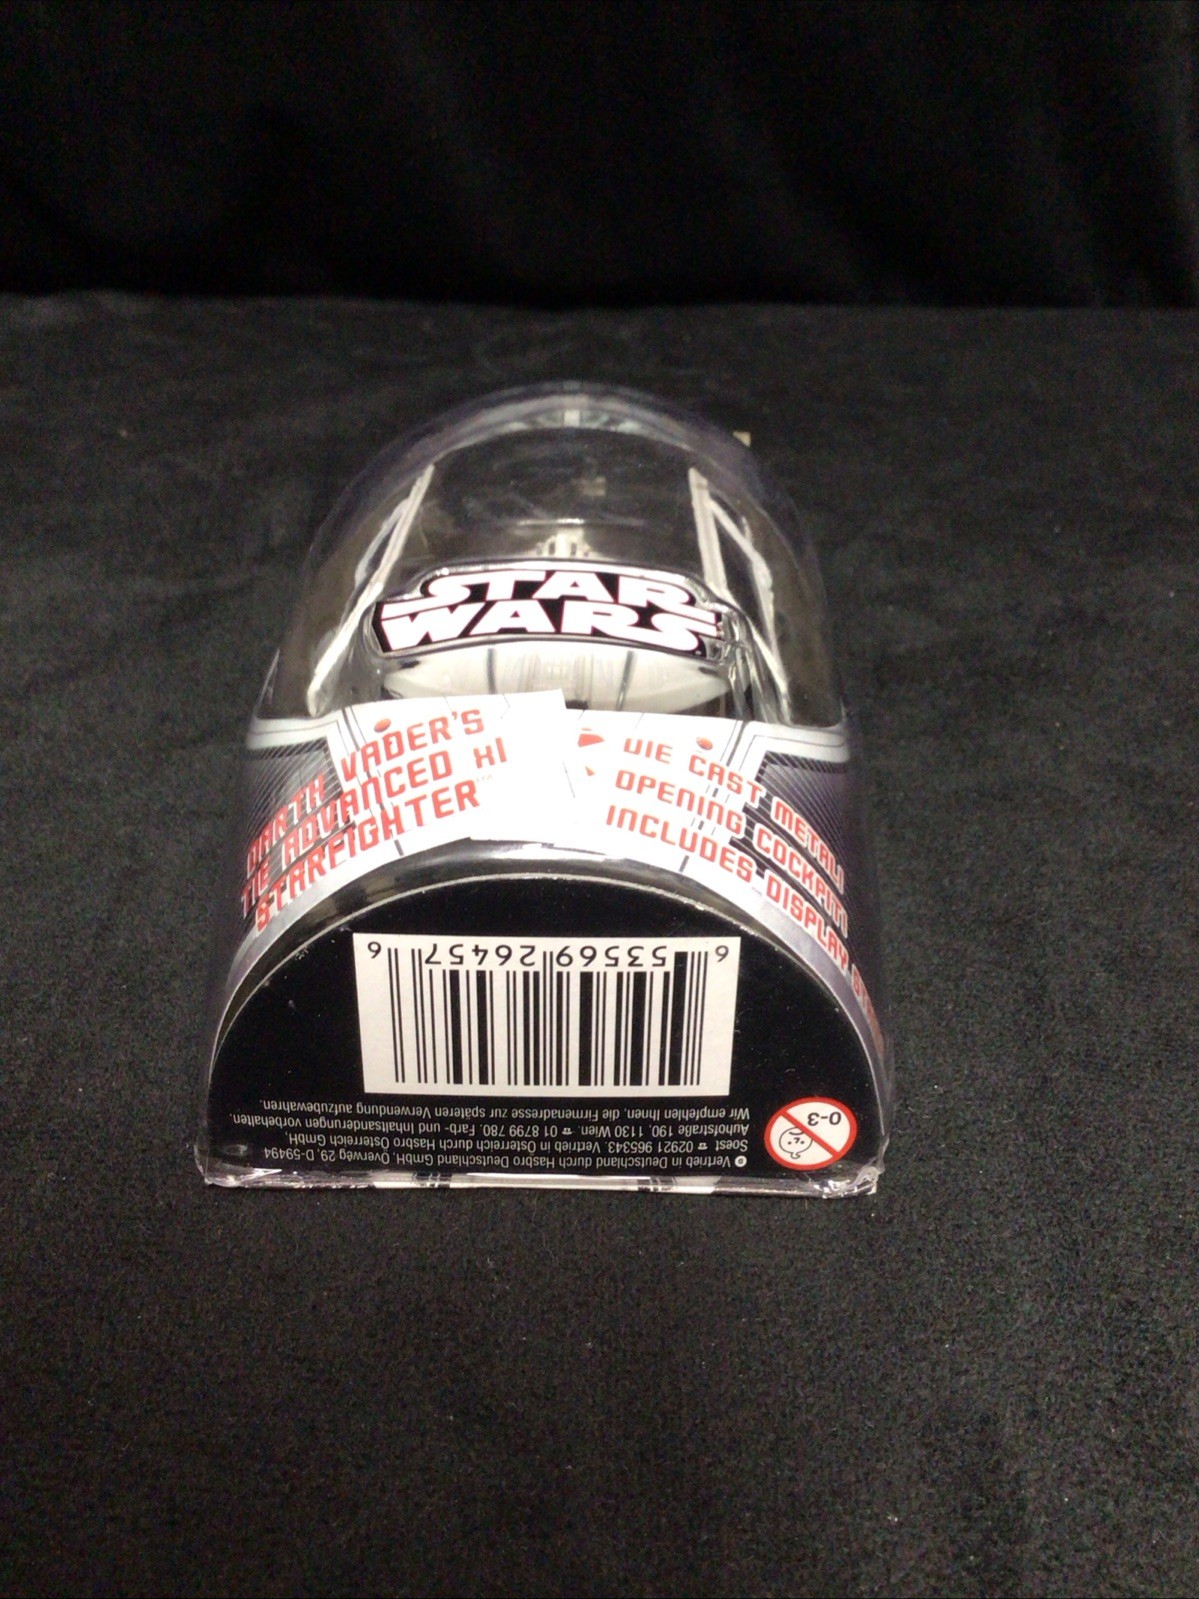 STAR
WARS
DARTH VADER'S
TIE ADVANCED X1
STARFIGHTER™
DIE CAST METAL!
OPENING COCKPIT!
INCLUDES DISPLAY
6 53569 26457 6
0-3
Vertrieb in Deutschland durch Hasbro Deutschland GmbH, Overweg 29, D-59494
Soest ☎ 02921 965343. Vertrieb in Österreich durch Hasbro Österreich GmbH,
Auhofstraße 190, 1130 Wien. ☎ 01 8799 780. Farb- und Inhaltsänderungen vorbehalten.
Wir empfehlen Ihnen, die Firmenadresse zur späteren Verwendung aufzubewahren.